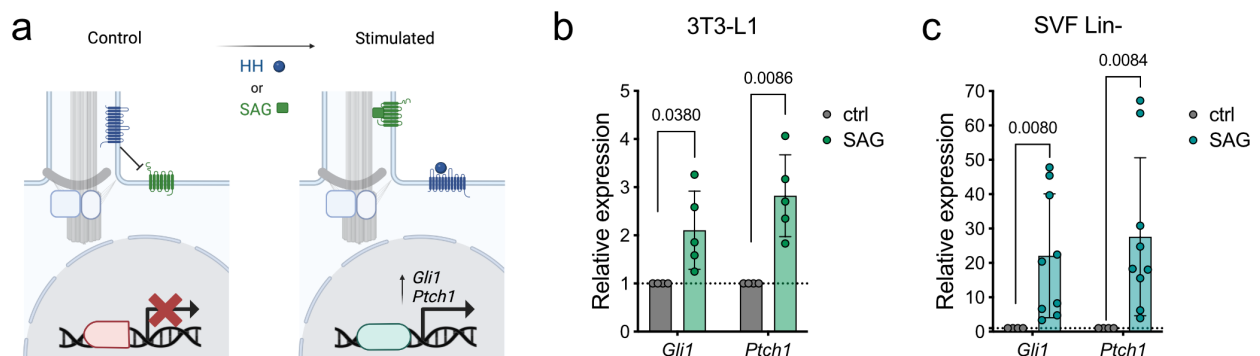 a
Control
Stimulated
HH
or
SAG
Gli1
Ptch1
b
3T3-L1
Relative expression
5
4
3
2
1
0
0.0380
0.0086
ctrl
SAG
Gli1
Ptch1
c
SVF Lin-
Relative expression
70
60
50
40
30
20
10
0
0.0080
0.0084
ctrl
SAG
Gli1
Ptch1